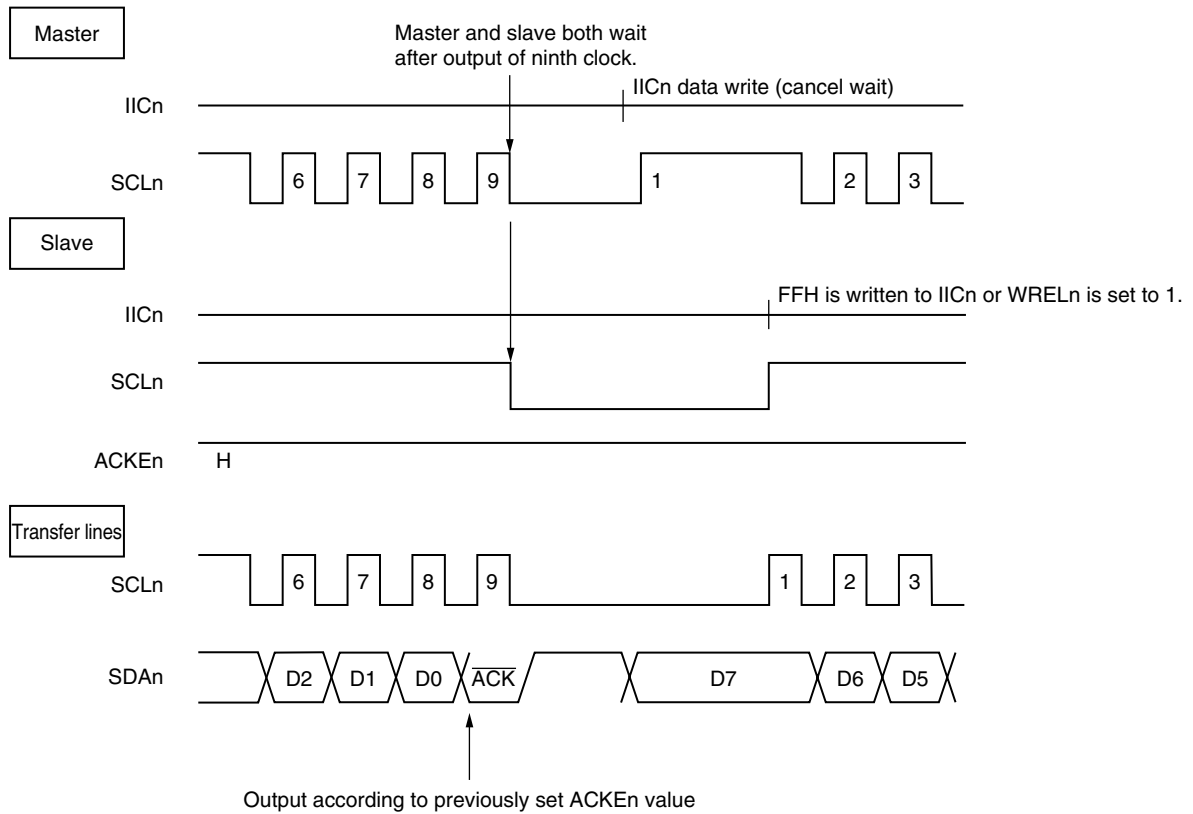 Master
Master and slave both wait
after output of ninth clock.
IICn data write (cancel wait)
IICn
SCLn
6 7 8 9 1 2 3
Slave
FFH is written to IICn or WRELn is set to 1.
IICn
SCLn
ACKEn H
Transfer lines
SCLn 6 7 8 9 1 2 3
SDAn D2 D1 D0 ACK D7 D6 D5
Output according to previously set ACKEn value